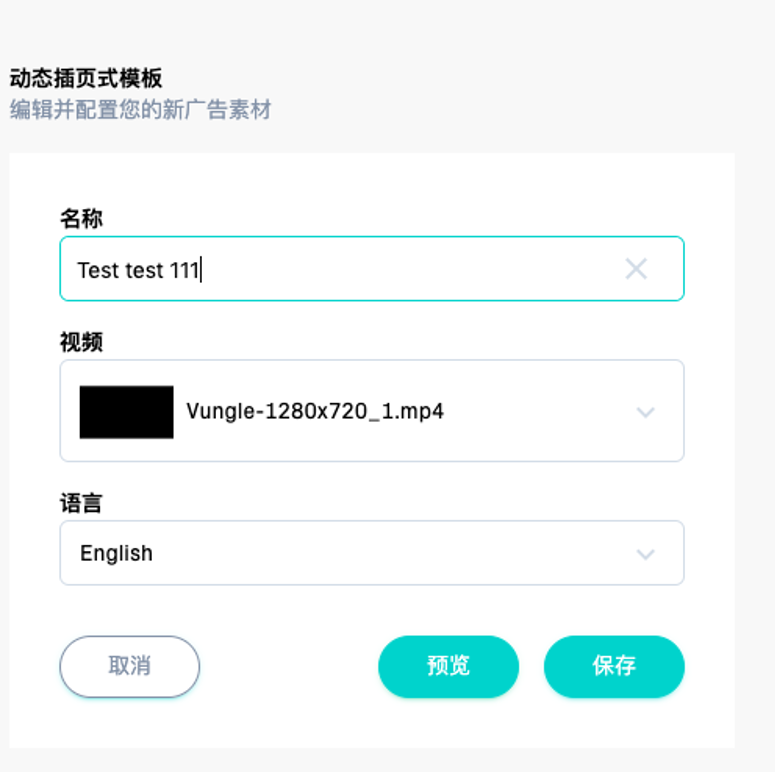 动态插页式模板
编辑并配置您的新广告素材
名称
Test test 111
视频
Vungle-1280x720_1.mp4
语言
English
取消 预览 保存